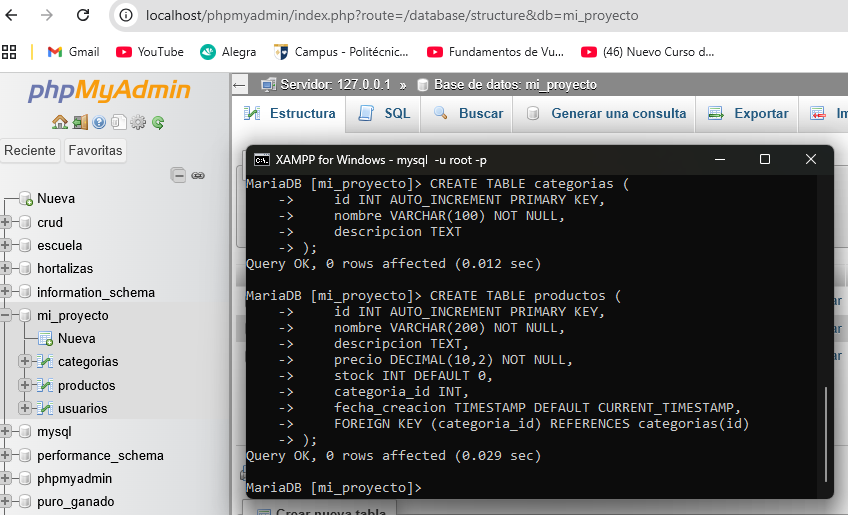 localhost/phpmyadmin/index.php?route=/database/structure&db=mi_proyecto
Gmail
YouTube
Alegra
Campus - Politécnic...
Fundamentos de Vu...
(46) Nuevo Curso d...
phpMyAdmin
Reciente
Favoritas
Nueva
crud
escuela
hortalizas
information_schema
mi_proyecto
Nueva
categorias
productos
usuarios
mysql
performance_schema
phpmyadmin
puro_ganado
Servidor: 127.0.0.1 » Base de datos: mi_proyecto
Estructura
SQL
Buscar
Generar una consulta
Exportar
XAMPP for Windows - mysql -u root -p
MariaDB [mi_proyecto]> CREATE TABLE categorias (
-> id INT AUTO_INCREMENT PRIMARY KEY,
-> nombre VARCHAR(100) NOT NULL,
-> descripcion TEXT
-> );
Query OK, 0 rows affected (0.012 sec)
MariaDB [mi_proyecto]> CREATE TABLE productos (
-> id INT AUTO_INCREMENT PRIMARY KEY,
-> nombre VARCHAR(200) NOT NULL,
-> descripcion TEXT,
-> precio DECIMAL(10,2) NOT NULL,
-> stock INT DEFAULT 0,
-> categoria_id INT,
-> fecha_creacion TIMESTAMP DEFAULT CURRENT_TIMESTAMP,
-> FOREIGN KEY (categoria_id) REFERENCES categorias(id)
-> );
Query OK, 0 rows affected (0.029 sec)
MariaDB [mi_proyecto]>
Crear nueva tabla